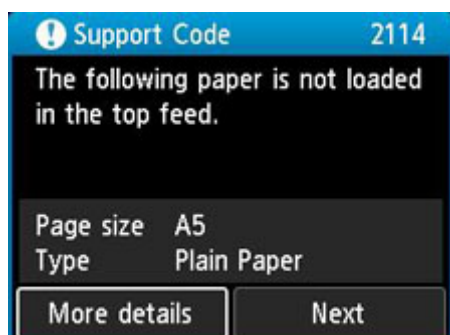 Support Code 2114
The following paper is not loaded
in the top feed.
Page size A5
Type Plain Paper
More details Next